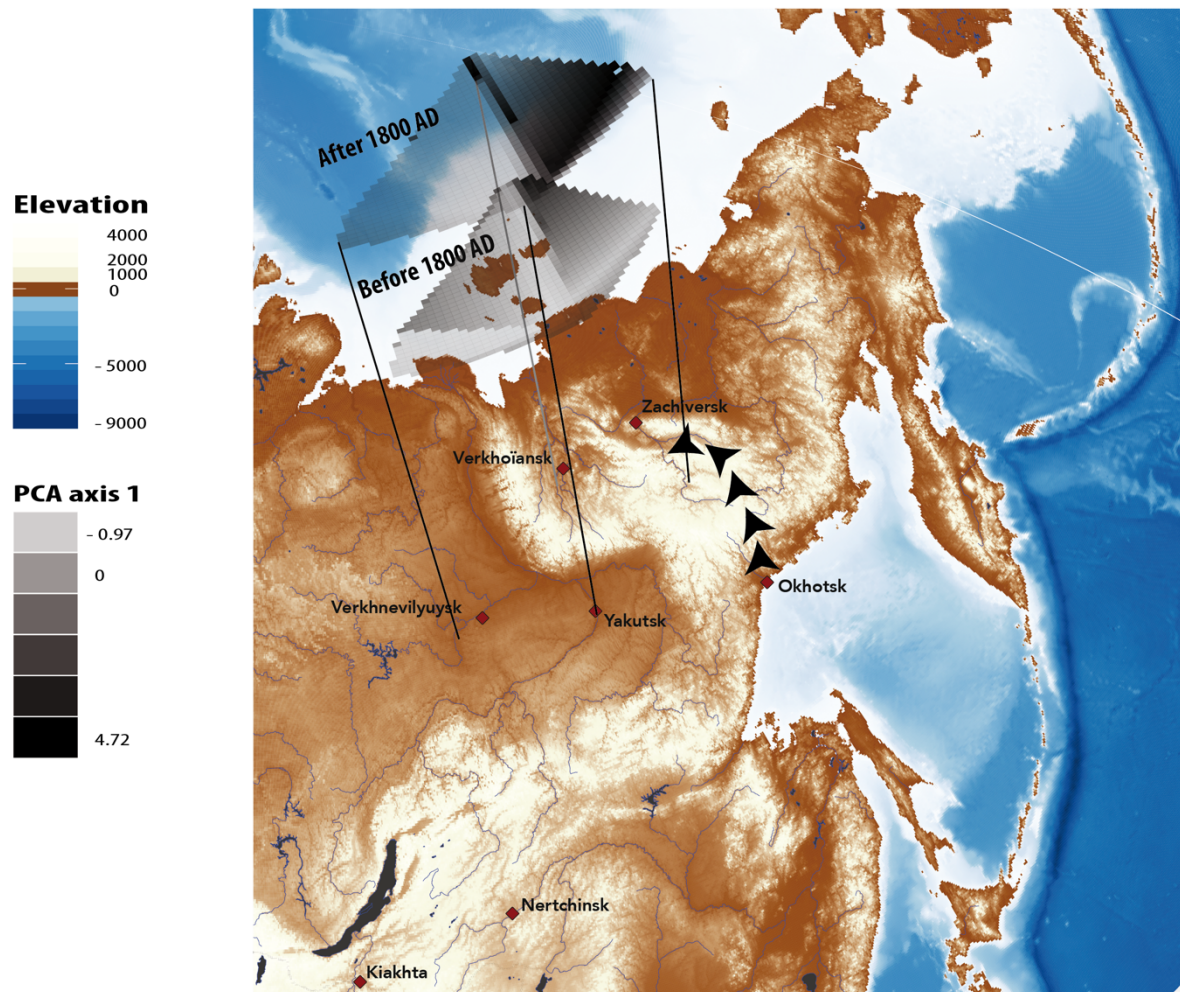 Elevation
4000
2000
1000
0
- 5000
- 9000
PCA axis 1
- 0.97
0
4.72
After 1800 AD
Before 1800 AD
Zachiversk
Verkhoïansk
Okhotsk
Verkhnevilyuysk
Yakutsk
Nertchinsk
Kiakhta